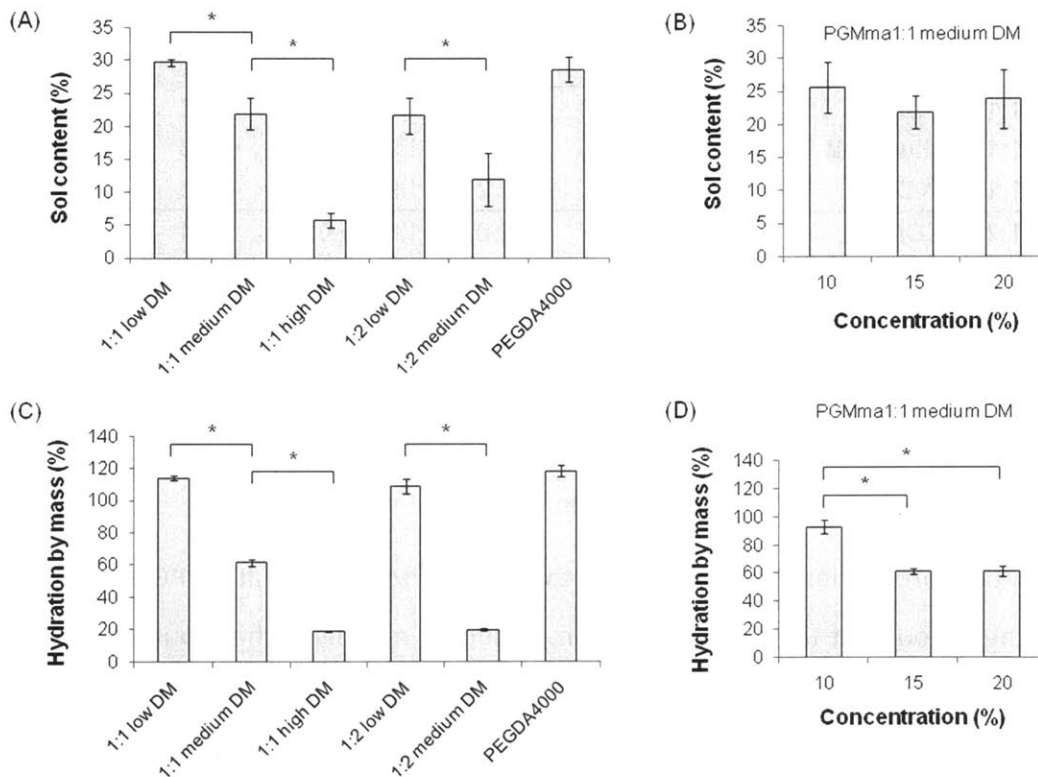 (A)
Sol content (%)
35
30
25
20
15
10
5
0
*
*
*
1:1 low DM
1:1 medium DM
1:1 high DM
1:2 low DM
1:2 medium DM
PEGDA4000
(B)
PGMma1:1 medium DM
Sol content (%)
35
30
25
20
15
10
5
0
10
15
20
Concentration (%)
(C)
Hydration by mass (%)
140
120
100
80
60
40
20
0
*
*
*
1:1 low DM
1:1 medium DM
1:1 high DM
1:2 low DM
1:2 medium DM
PEGDA4000
(D)
PGMma1:1 medium DM
Hydration by mass (%)
140
120
100
80
60
40
20
0
*
*
10
15
20
Concentration (%)